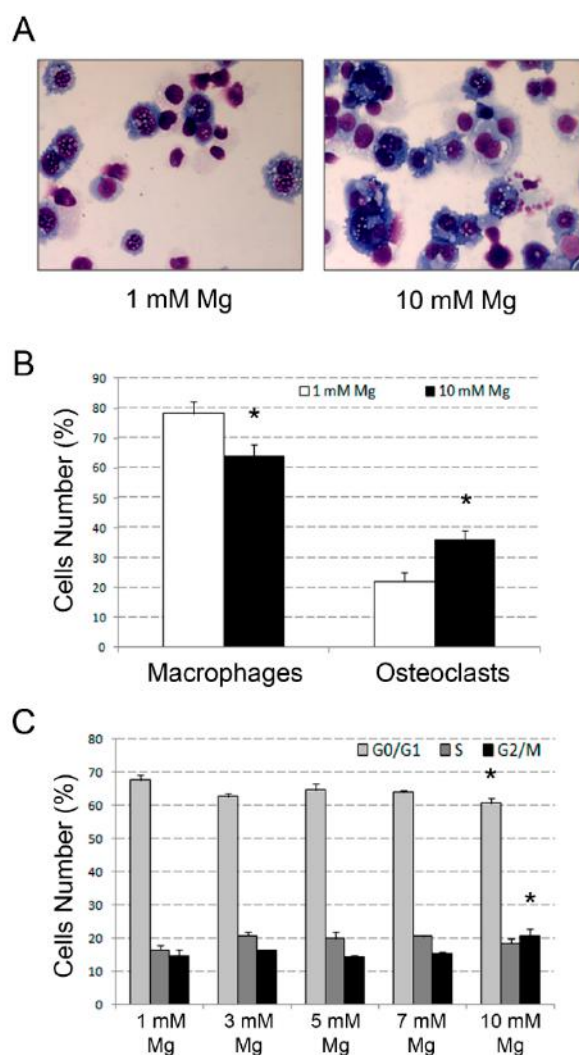 A
1 mM Mg 10 mM Mg
B
Cells Number (%)
90
80
70
60
50
40
30
20
10
0
1 mM Mg 10 mM Mg
*
*
Macrophages Osteoclasts
C
Cells Number (%)
80
70
60
50
40
30
20
10
0
G0/G1 S G2/M
*
*
1 mM 3 mM 5 mM 7 mM 10 mM
Mg Mg Mg Mg Mg